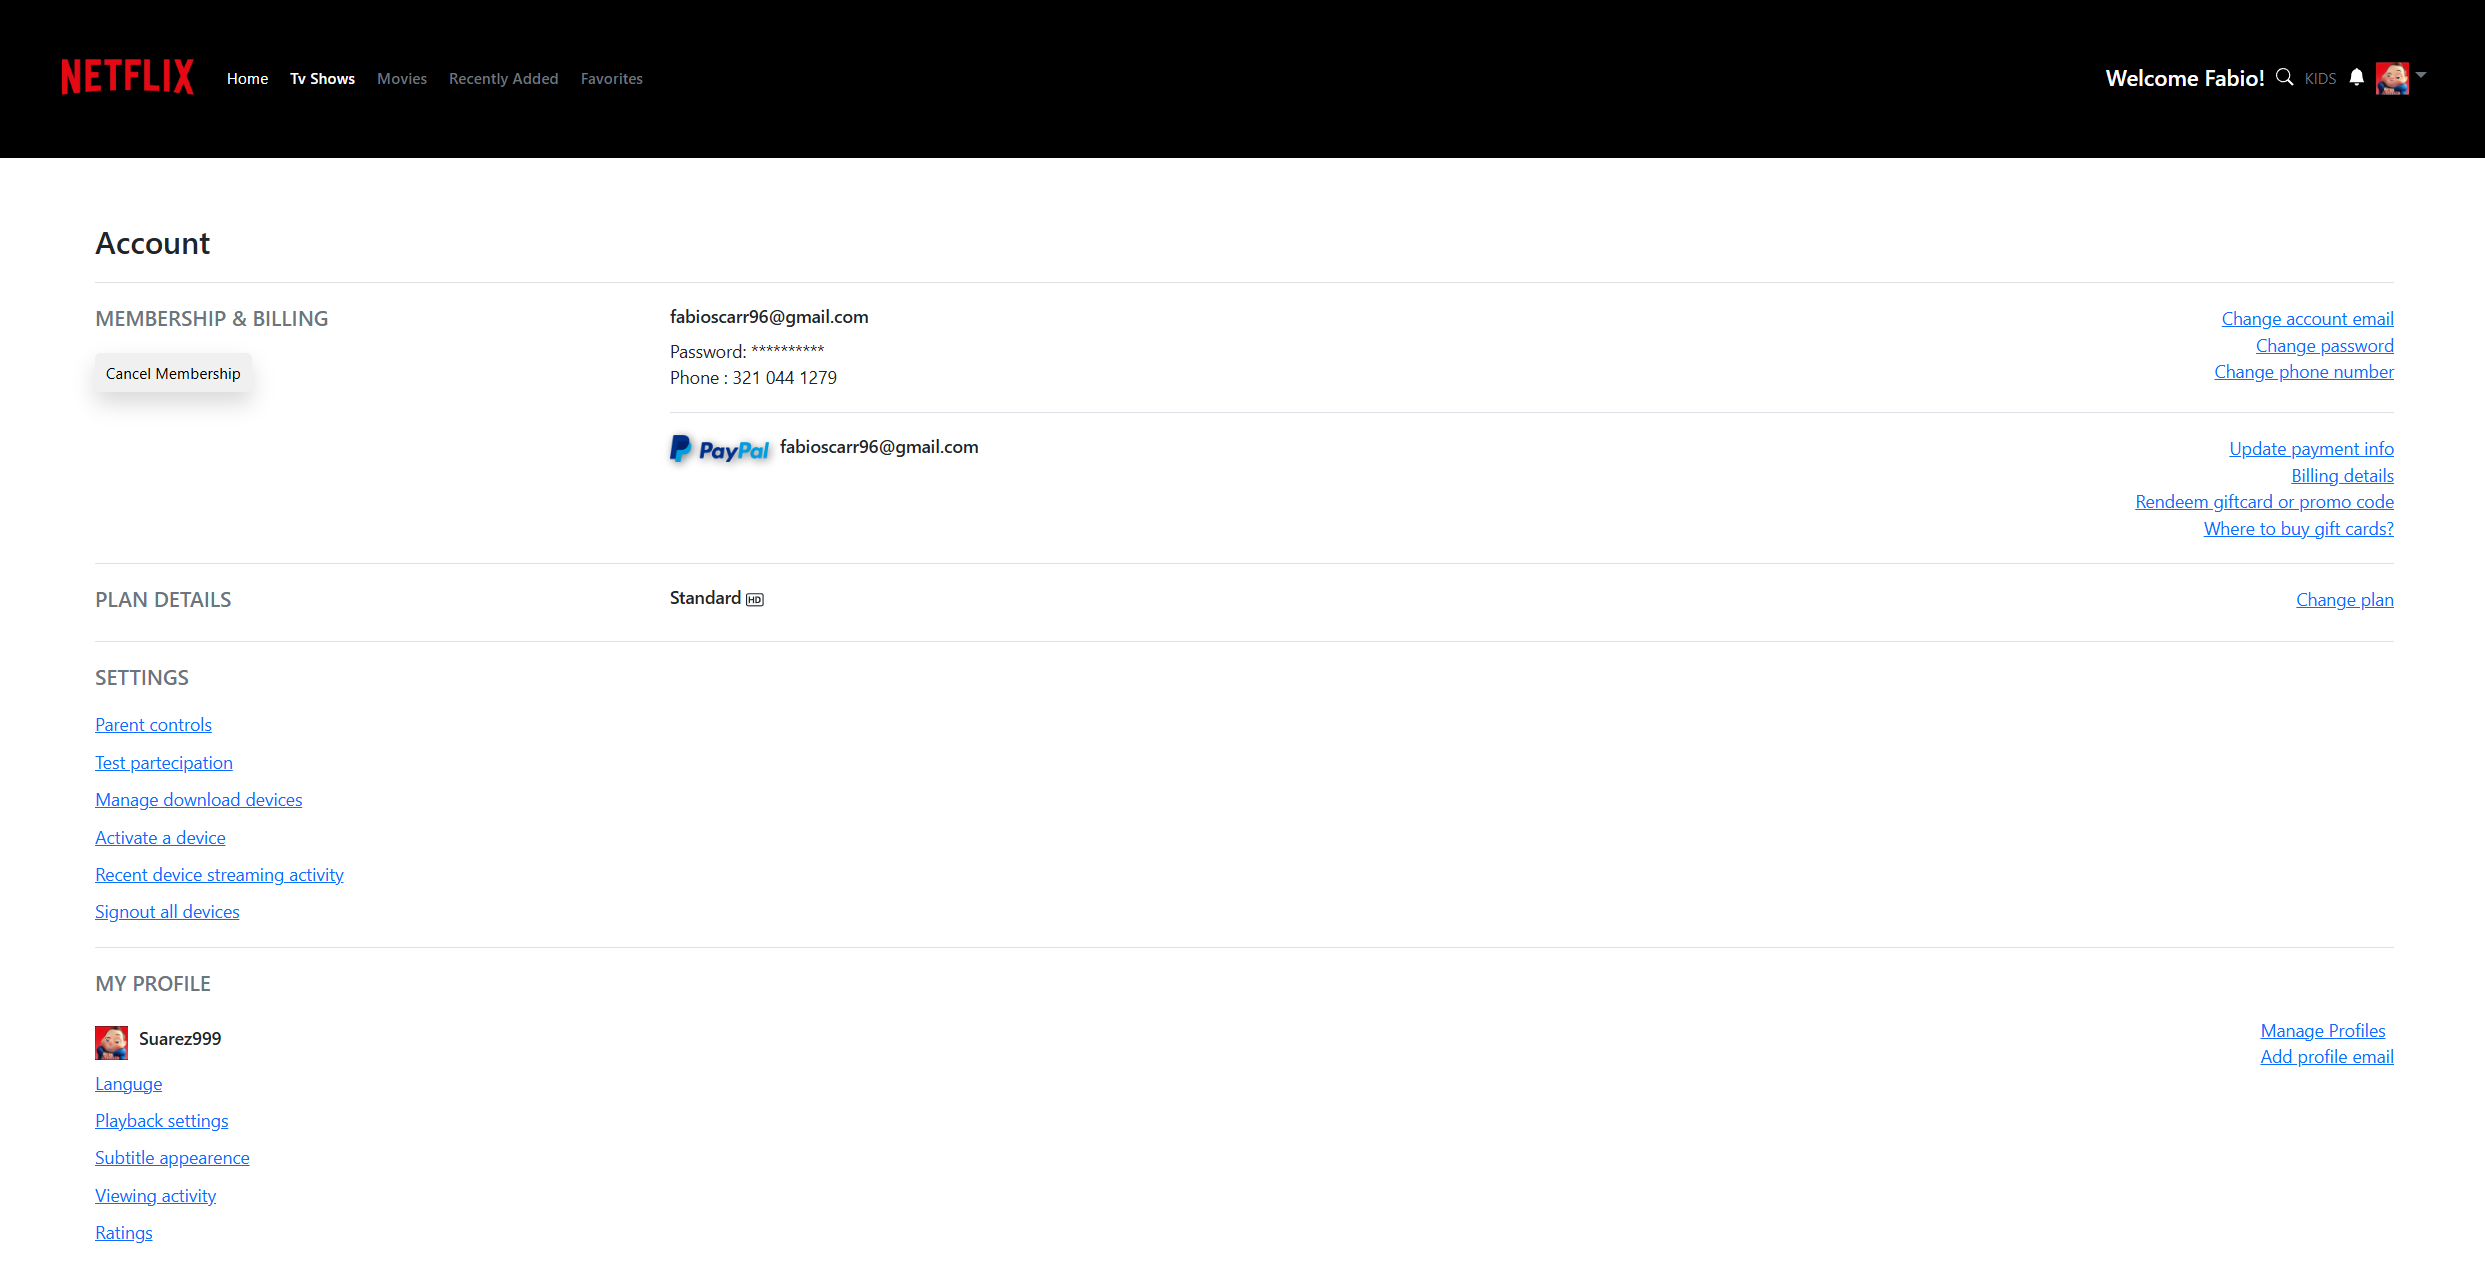 NETFLIX Home Tv Shows Movies Recently Added Favorites Welcome Fabio! KIDS
Account
MEMBERSHIP & BILLING
Cancel Membership
fabioscarr96@gmail.com
Password: **********
Phone : 321 044 1279
Change account email
Change password
Change phone number
PayPal fabioscarr96@gmail.com
Update payment info
Billing details
Rendeem giftcard or promo code
Where to buy gift cards?
PLAN DETAILS
Standard HD
Change plan
SETTINGS
Parent controls
Test partecipation
Manage download devices
Activate a device
Recent device streaming activity
Signout all devices
MY PROFILE
Suarez999
Manage Profiles
Add profile email
Languge
Playback settings
Subtitle appearence
Viewing activity
Ratings